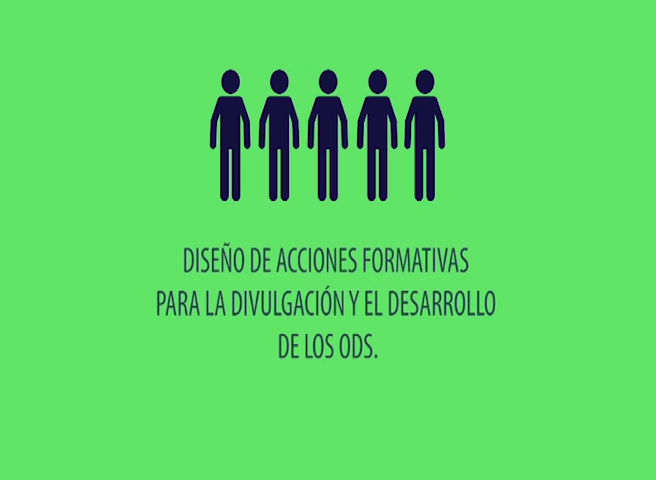 DISEÑO DE ACCIONES FORMATIVAS
PARA LA DIVULGACIÓN Y EL DESARROLLO
DE LOS ODS.